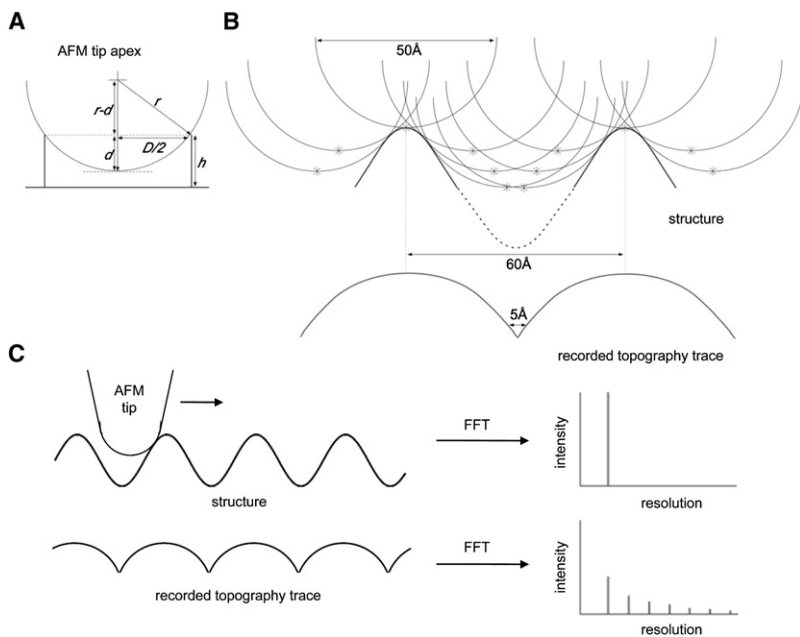 A
AFM tip apex
r-d
r
d
D/2
h
B
50Å
structure
60Å
5Å
recorded topography trace
C
AFM
tip
structure
FFT
intensity
resolution
recorded topography trace
FFT
intensity
resolution